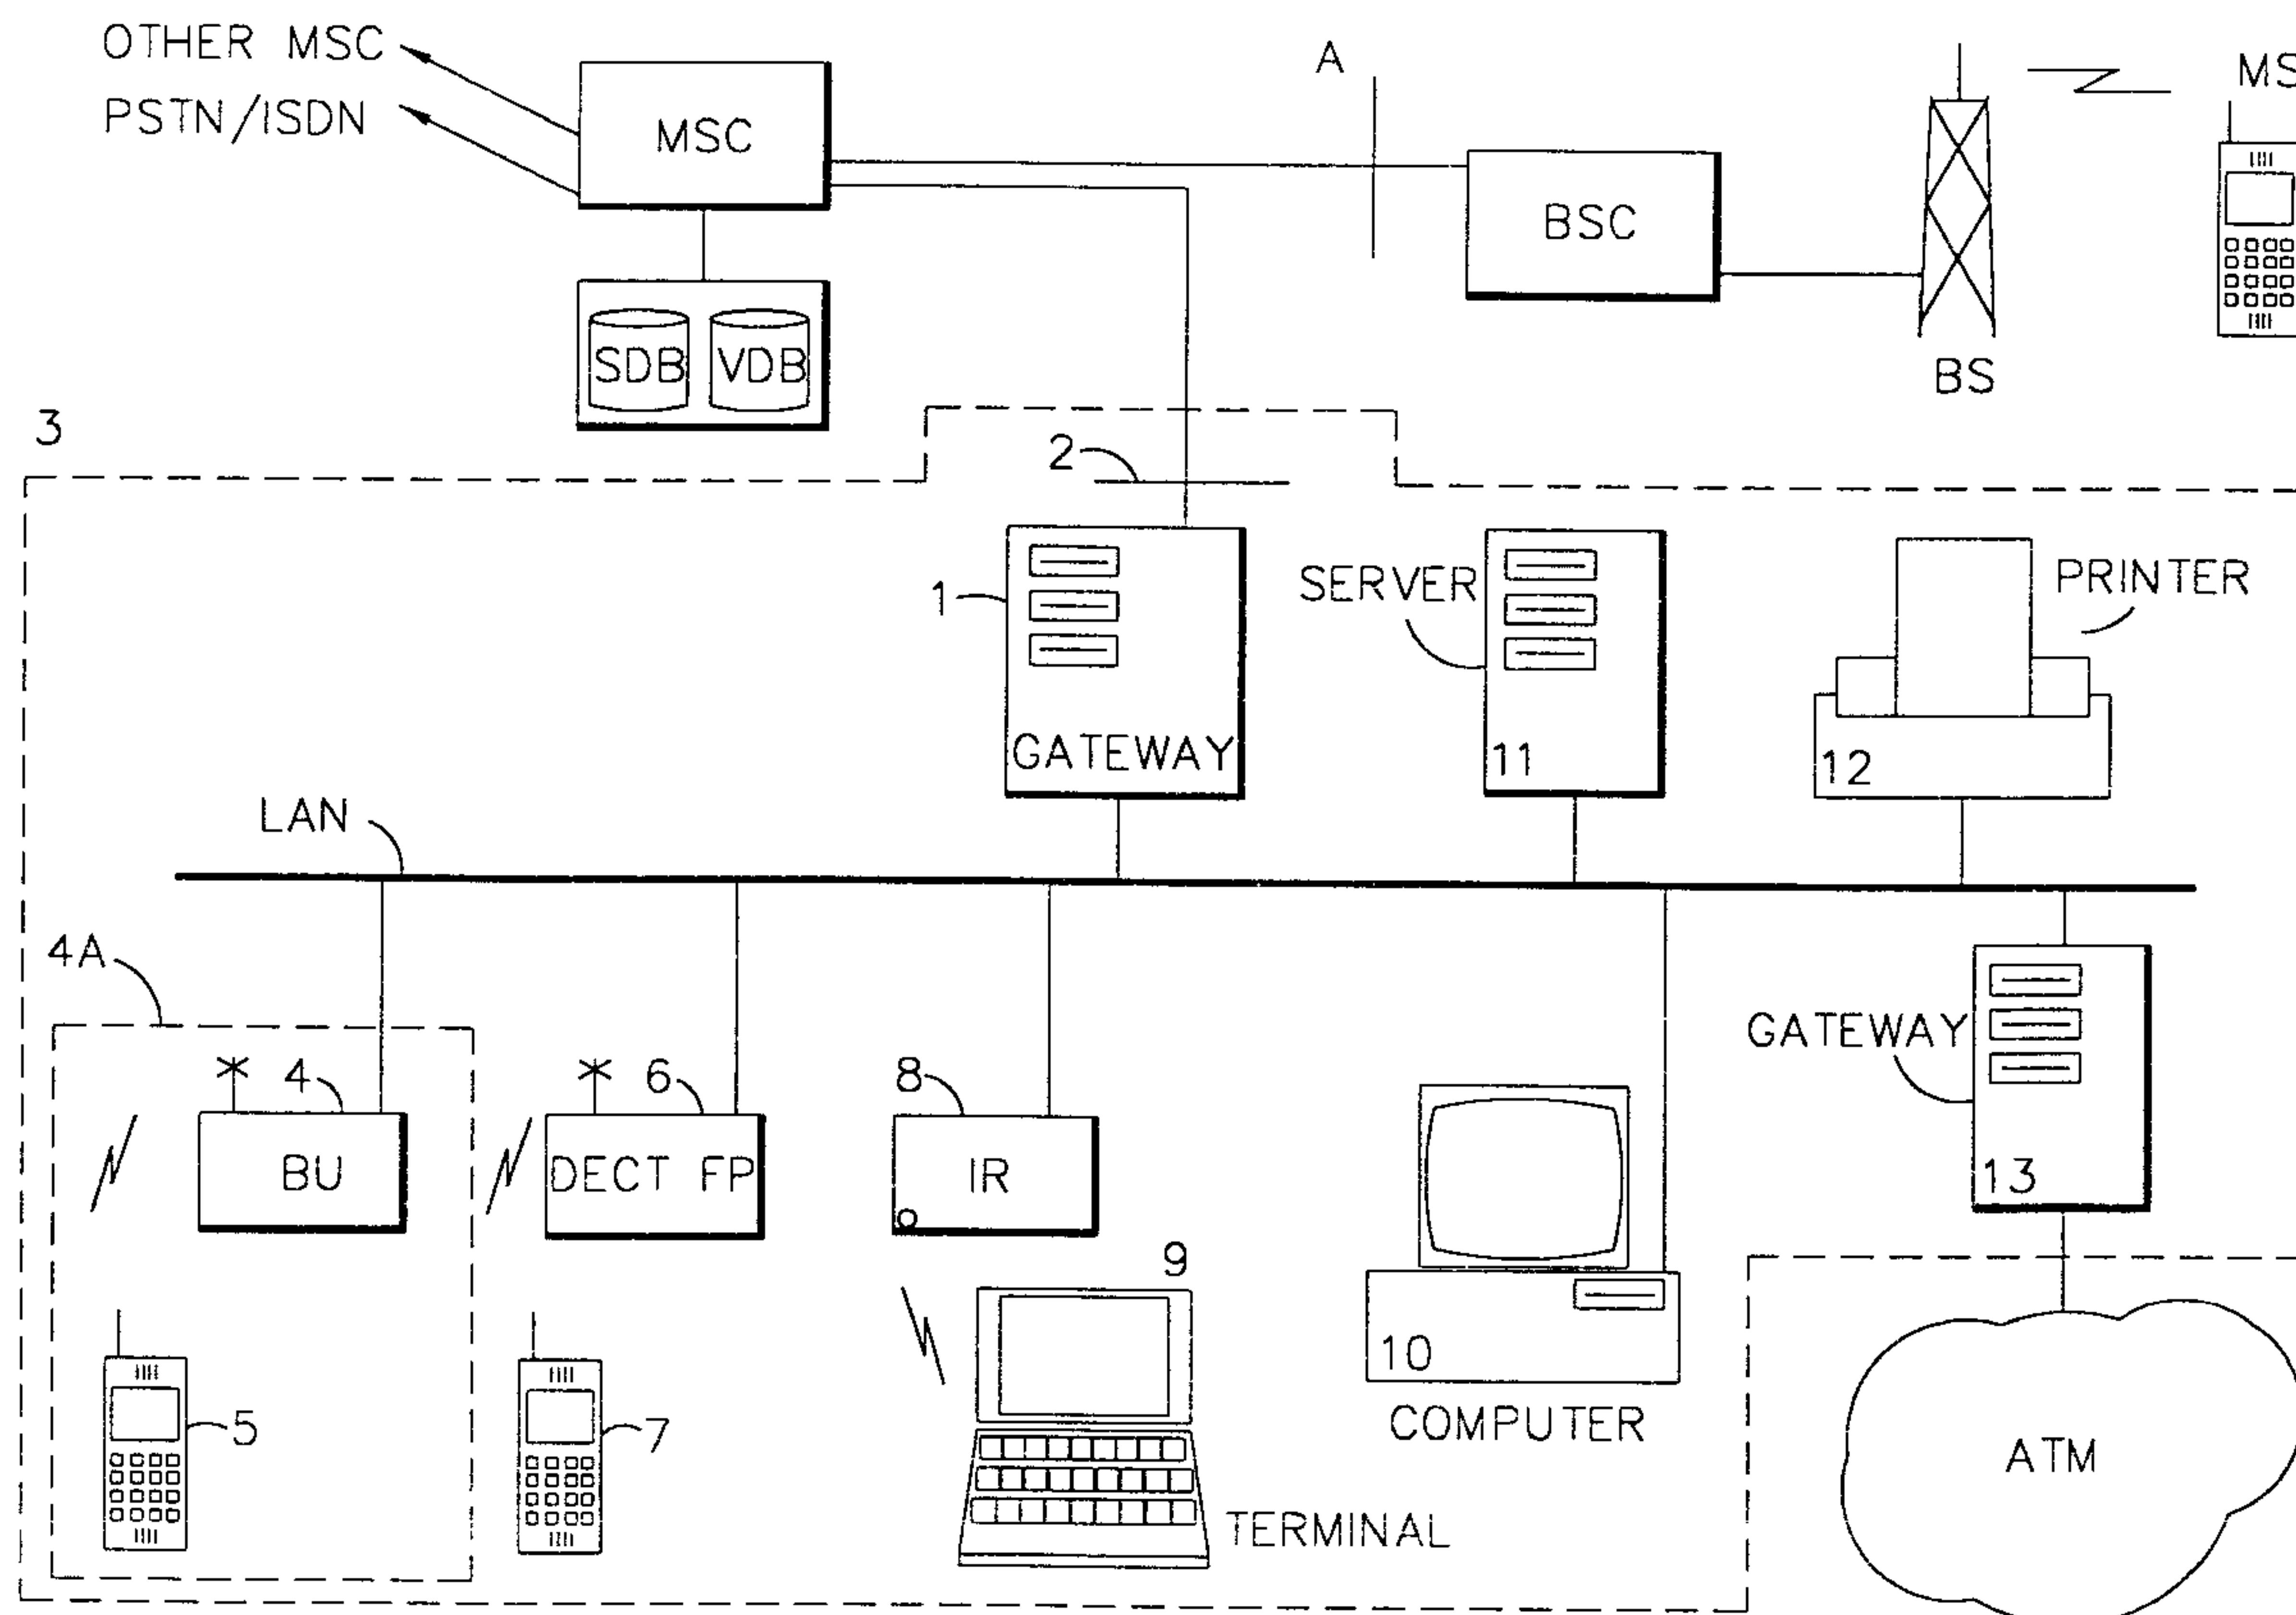 OTHER MSC
PSTN/ISDN
MSC
A
BSC
MS
BS
SDB
VDB
3
2
1
GATEWAY
SERVER
11
PRINTER
12
LAN
4A
4
BU
6
DECT FP
8
IR
GATEWAY
13
5
7
9
TERMINAL
10
COMPUTER
ATM